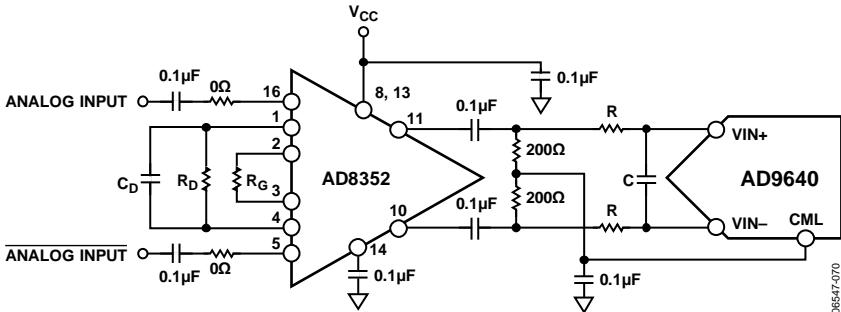 VCC
0.1µF
0Ω
ANALOG INPUT
16
8, 13
0.1µF
1
11
0.1µF
R
VIN+
2
200Ω
CD
RD
RG
AD8352
C
AD9640
3
200Ω
4
10
0.1µF
R
VIN–
CML
ANALOG INPUT
5
14
0.1µF
0Ω
0.1µF
0.1µF
06547-070